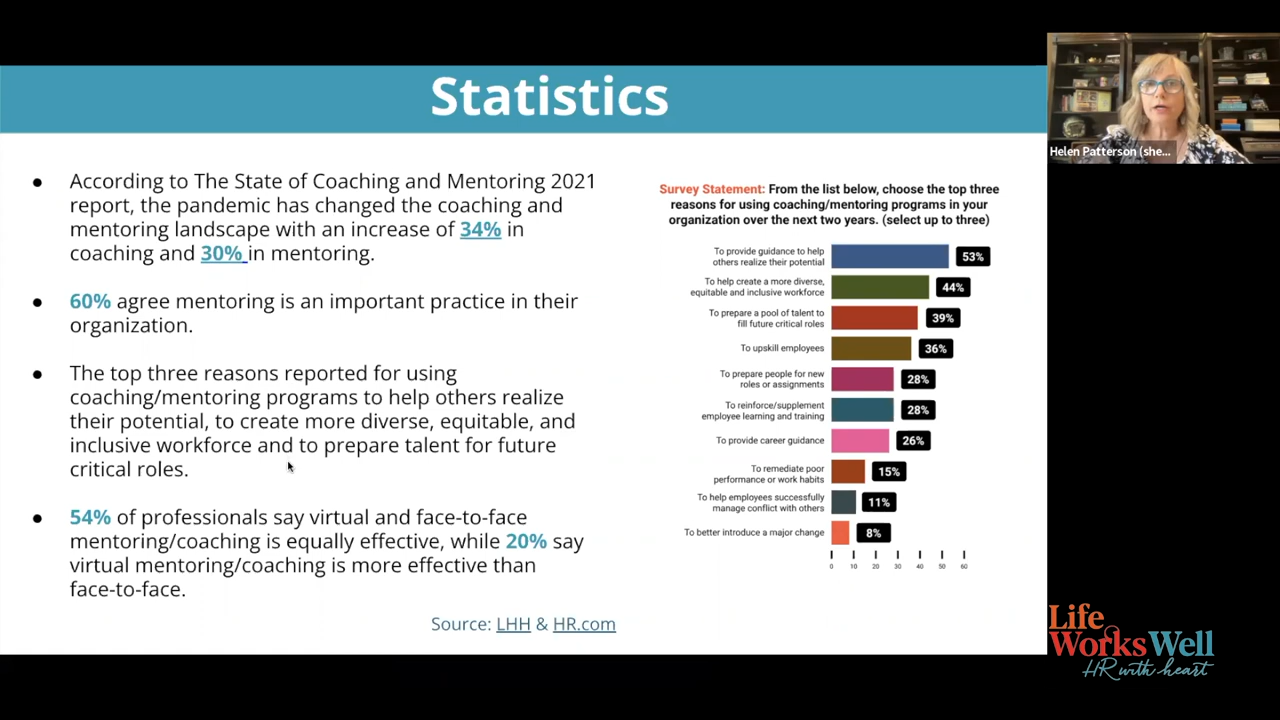 Statistics
Helen Patterson (she...
● According to The State of Coaching and Mentoring 2021
report, the pandemic has changed the coaching and
mentoring landscape with an increase of 34% in
coaching and 30% in mentoring.
● 60% agree mentoring is an important practice in their
organization.
● The top three reasons reported for using
coaching/mentoring programs to help others realize
their potential, to create more diverse, equitable, and
inclusive workforce and to prepare talent for future
critical roles.
● 54% of professionals say virtual and face-to-face
mentoring/coaching is equally effective, while 20% say
virtual mentoring/coaching is more effective than
face-to-face.
Source: LHH & HR.com
Survey Statement: From the list below, choose the top three
reasons for using coaching/mentoring programs in your
organization over the next two years. (select up to three)
To provide guidance to help
others realize their potential
53%
To help create a more diverse,
equitable and inclusive workforce
44%
To prepare a pool of talent to
fill future critical roles
39%
To upskill employees
36%
To prepare people for new
roles or assignments
28%
To reinforce/supplement
employee learning and training
28%
To provide career guidance
26%
To remediate poor
performance or work habits
15%
To help employees successfully
manage conflict with others
11%
To better introduce a major change
8%
0 10 20 30 40 50 60
Life
Works Well
HR with heart